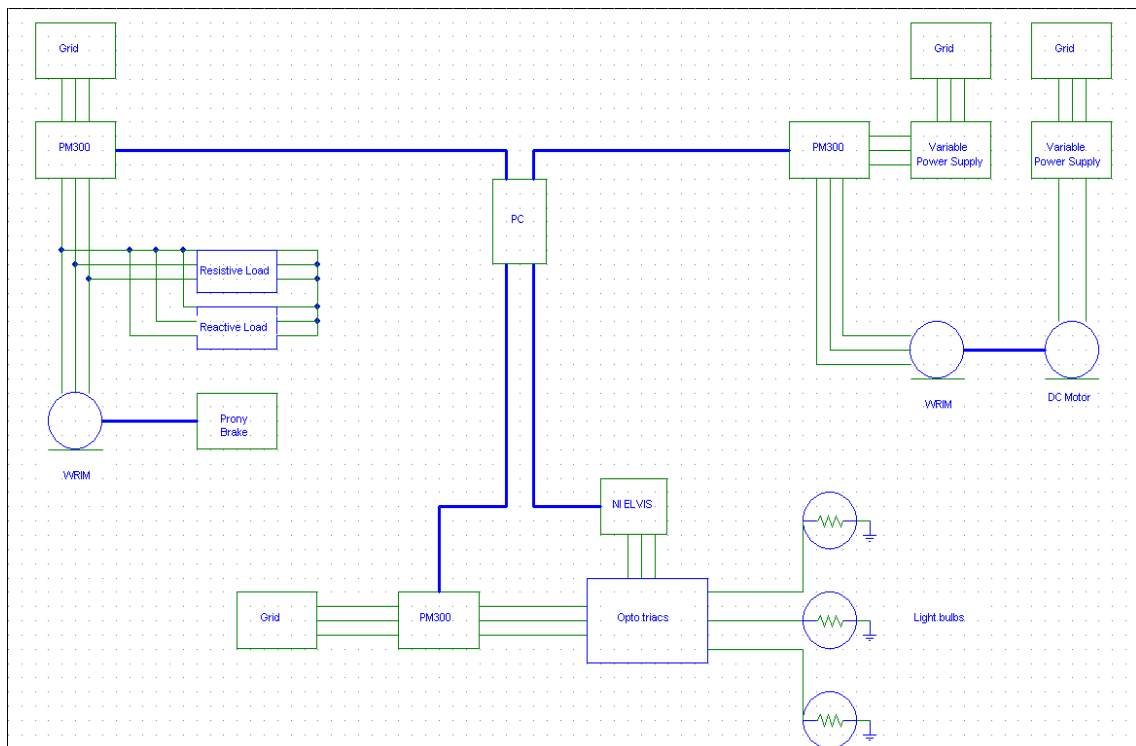 Grid
Grid
Grid
PM300
PM300
Variable
Power Supply
Variable
Power Supply
PC
Resistive Load
Reactive Load
WRIM
DC Motor
Prony
Brake
WRIM
NI ELVIS
Grid
PM300
Opto triacs
Light bulbs